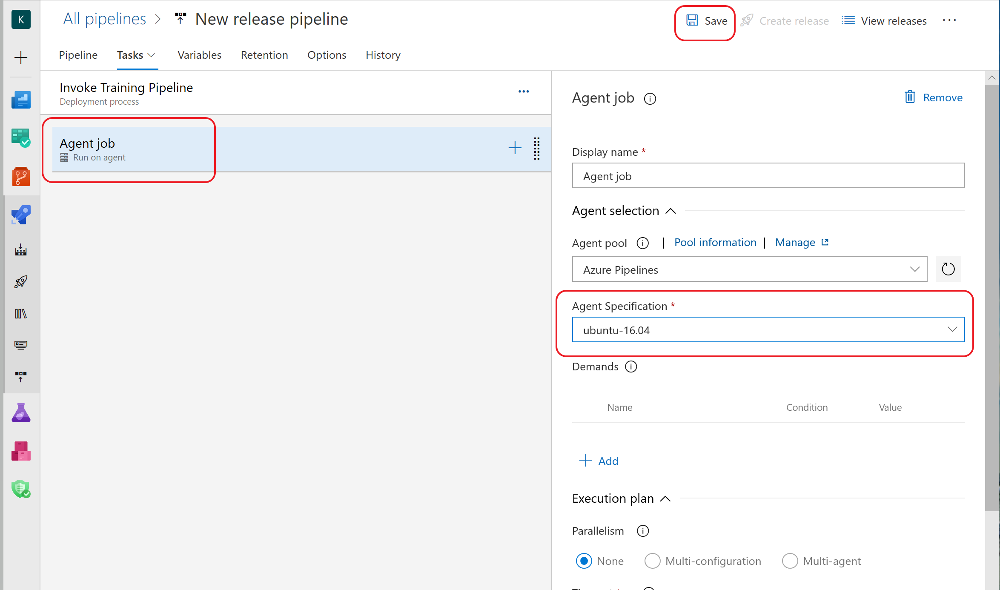 K
All pipelines
New release pipeline
Save
Create release
View releases
Pipeline
Tasks
Variables
Retention
Options
History
Invoke Training Pipeline
Deployment process
Agent job
Run on agent
Agent job
Remove
Display name *
Agent job
Agent selection
Agent pool | Pool information | Manage
Azure Pipelines
Agent Specification *
ubuntu-16.04
Demands
Name Condition Value
Add
Execution plan
Parallelism
None Multi-configuration Multi-agent